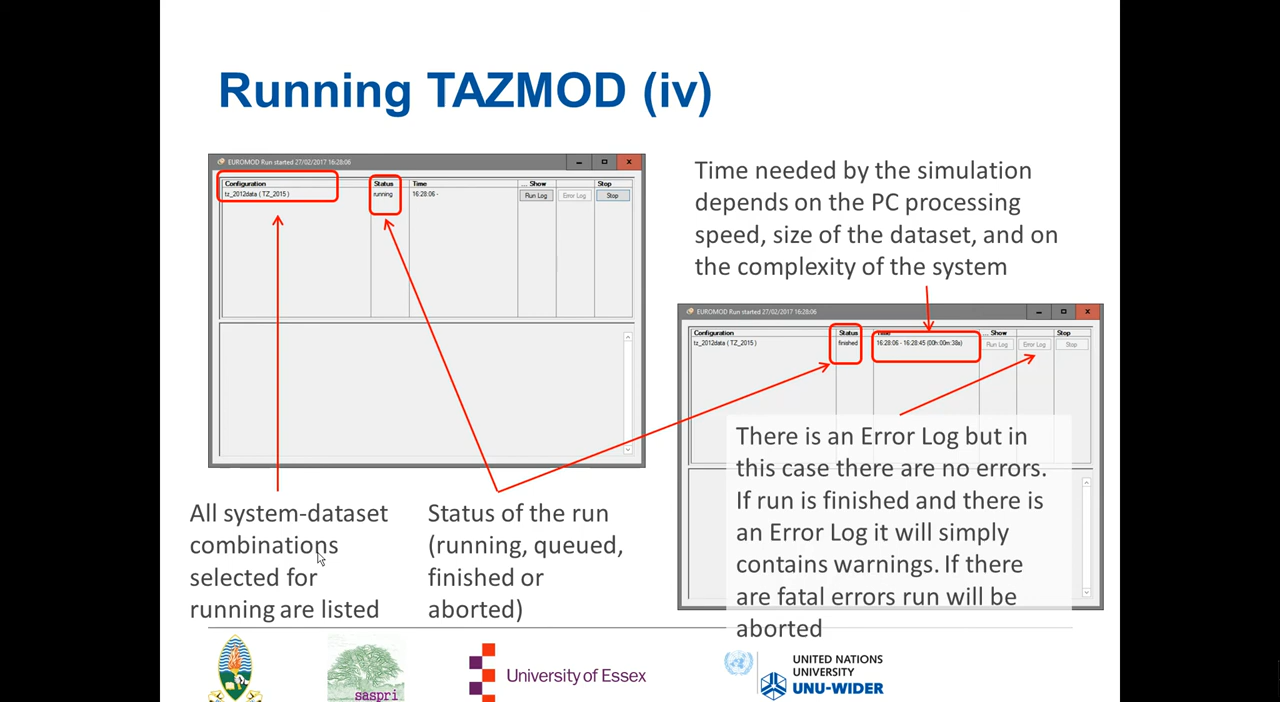 Running TAZMOD (iv)
EUROMOD Run started 27/02/2017 16:28:06
Configuration Status Time ... Show Stop
tz_2012data ( TZ_2015 ) running 16:28:06 - Run Log Error Log Stop
Time needed by the simulation
depends on the PC processing
speed, size of the dataset, and on
the complexity of the system
EUROMOD Run started 27/02/2017 16:28:06
Configuration Status Time ... Show Stop
tz_2012data ( TZ_2015 ) finished 16:28:06 - 16:28:45 (00h:00m:38s) Run Log Error Log Stop
There is an Error Log but in
this case there are no errors.
If run is finished and there is
an Error Log it will simply
contains warnings. If there
are fatal errors run will be
aborted
All system-dataset
combinations
selected for
running are listed
Status of the run
(running, queued,
finished or
aborted)
saspri
University of Essex
UNITED NATIONS
UNIVERSITY
UNU-WIDER